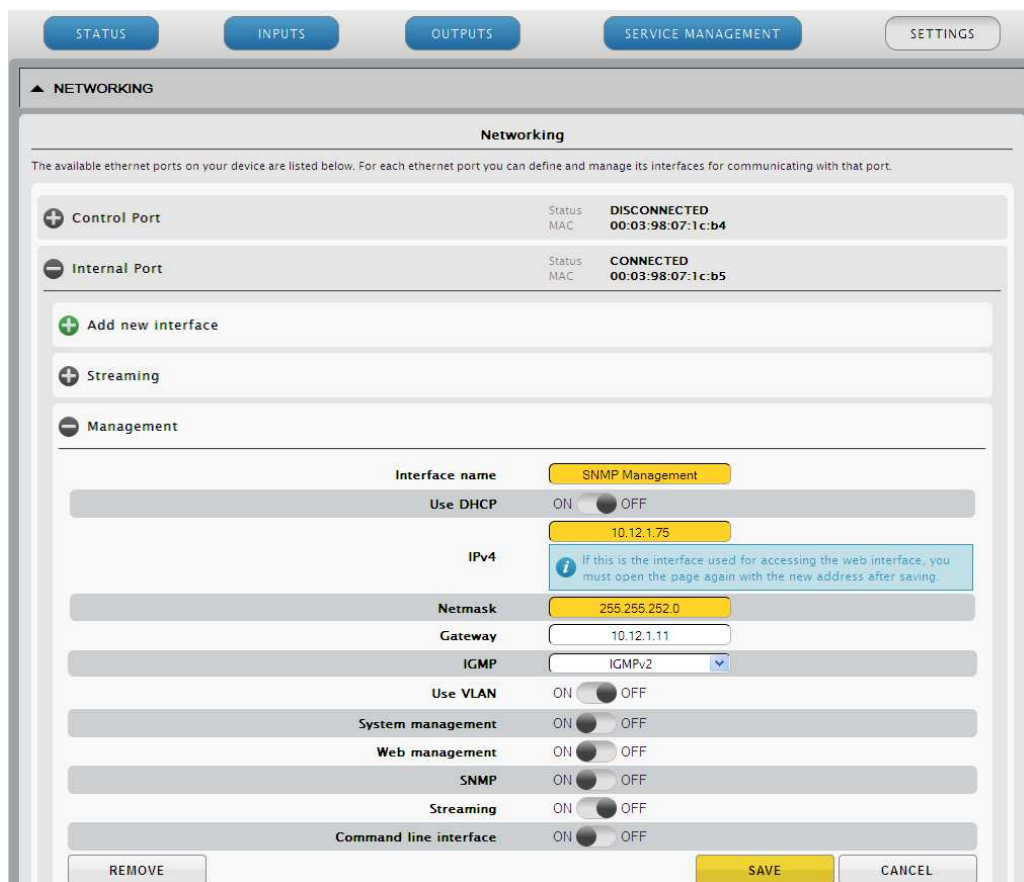 STATUS INPUTS OUTPUTS SERVICE MANAGEMENT SETTINGS
NETWORKING
Networking
The available ethernet ports on your device are listed below. For each ethernet port you can define and manage its interfaces for communicating with that port.
Control Port Status DISCONNECTED
MAC 00:03:98:07:1c:b4
Internal Port Status CONNECTED
MAC 00:03:98:07:1c:b5
Add new interface
Streaming
Management
Interface name SNMP Management
Use DHCP ON OFF
IPv4 10.12.1.75
If this is the interface used for accessing the web interface, you
must open the page again with the new address after saving.
Netmask 255.255.252.0
Gateway 10.12.1.11
IGMP IGMPv2
Use VLAN ON OFF
System management ON OFF
Web management ON OFF
SNMP ON OFF
Streaming ON OFF
Command line interface ON OFF
REMOVE SAVE CANCEL